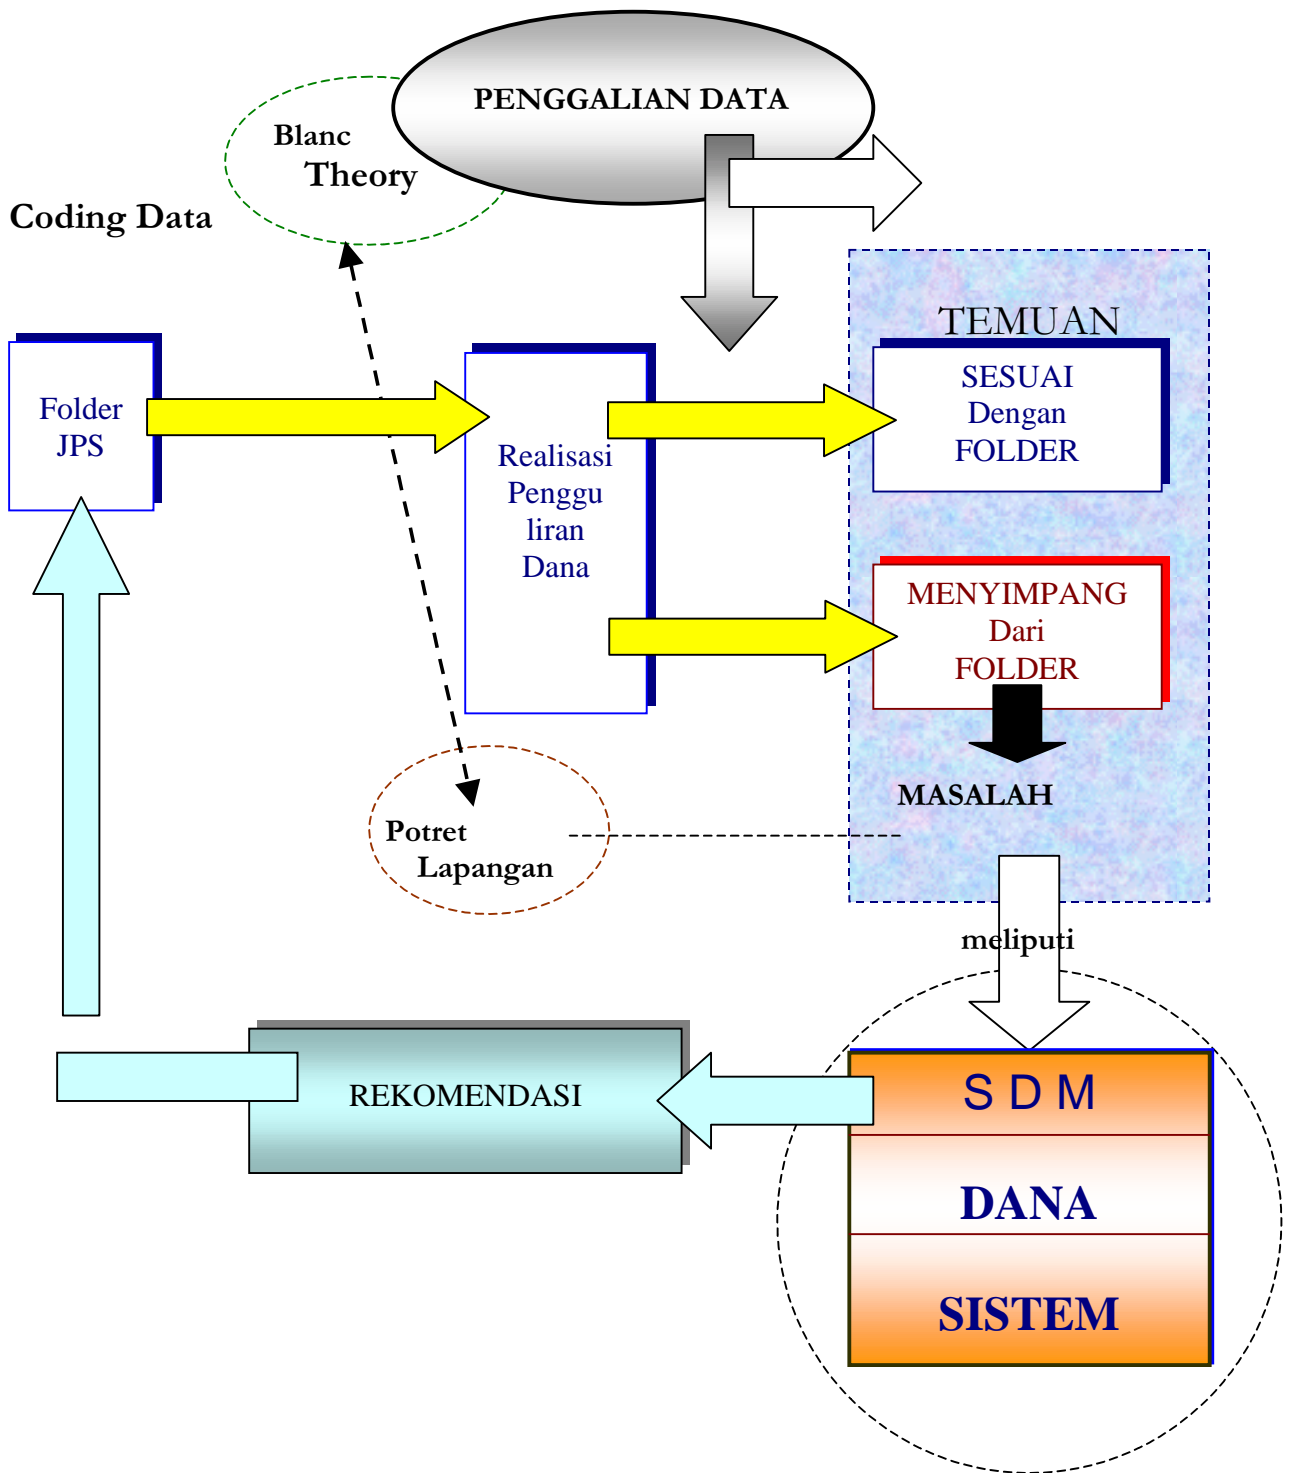 PENGGALIAN DATA
Blanc
Theory
Coding Data
TEMUAN
Folder
JPS
Realisasi
Penggu
liran
Dana
SESUAI
Dengan
FOLDER
MENYIMPANG
Dari
FOLDER
MASALAH
Potret
Lapangan
meliputi
REKOMENDASI
S D M
DANA
SISTEM